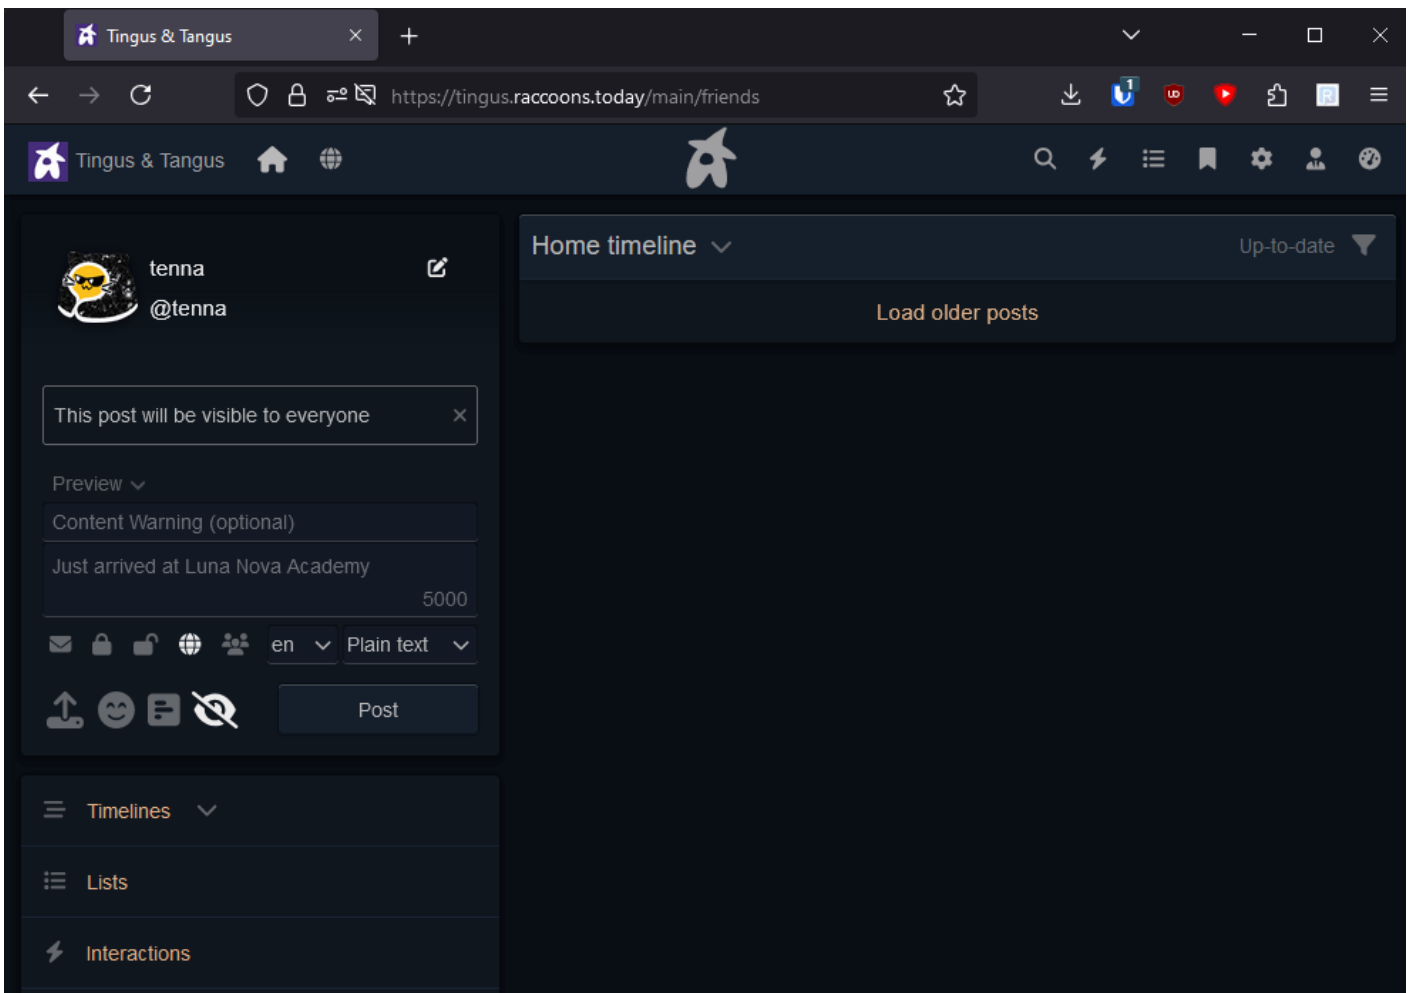 Tingus & Tangus
https://tingus.raccoons.today/main/friends
1
Tingus & Tangus
tenna
@tenna
This post will be visible to everyone
Preview
Content Warning (optional)
Just arrived at Luna Nova Academy
5000
en
Plain text
Post
Timelines
Lists
Interactions
Home timeline
Up-to-date
Load older posts